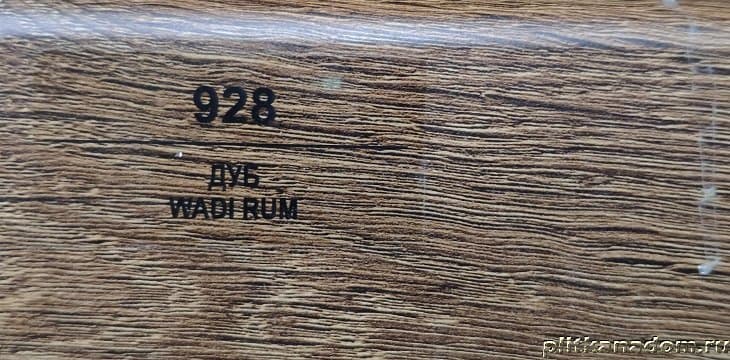 928
ДУБ
WADI RUM
plitkanadom.ru